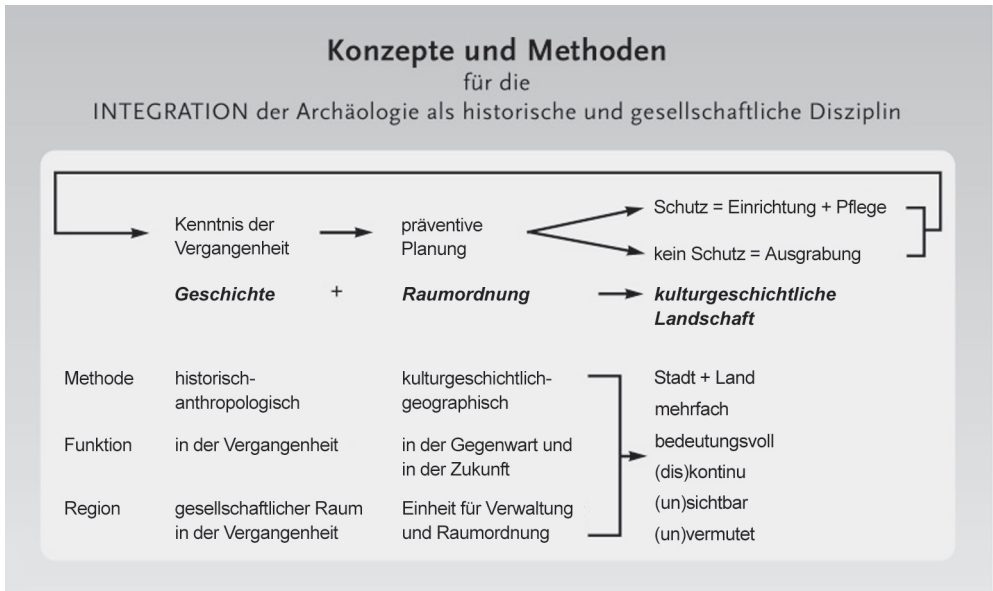 Konzepte und Methoden
für die
INTEGRATION der Archäologie als historische und gesellschaftliche Disziplin
Kenntnis der
Vergangenheit
präventive
Planung
Schutz = Einrichtung + Pflege
kein Schutz = Ausgrabung
Geschichte + Raumordnung kulturgeschichtliche
Landschaft
Methode
historisch-
anthropologisch
kulturgeschichtlich-
geographisch
Funktion
in der Vergangenheit
in der Gegenwart und
in der Zukunft
Region
gesellschaftlicher Raum
in der Vergangenheit
Einheit für Verwaltung
und Raumordnung
Stadt + Land
mehrfach
bedeutungsvoll
(dis)kontinu
(un)sichtbar
(un)vermutet